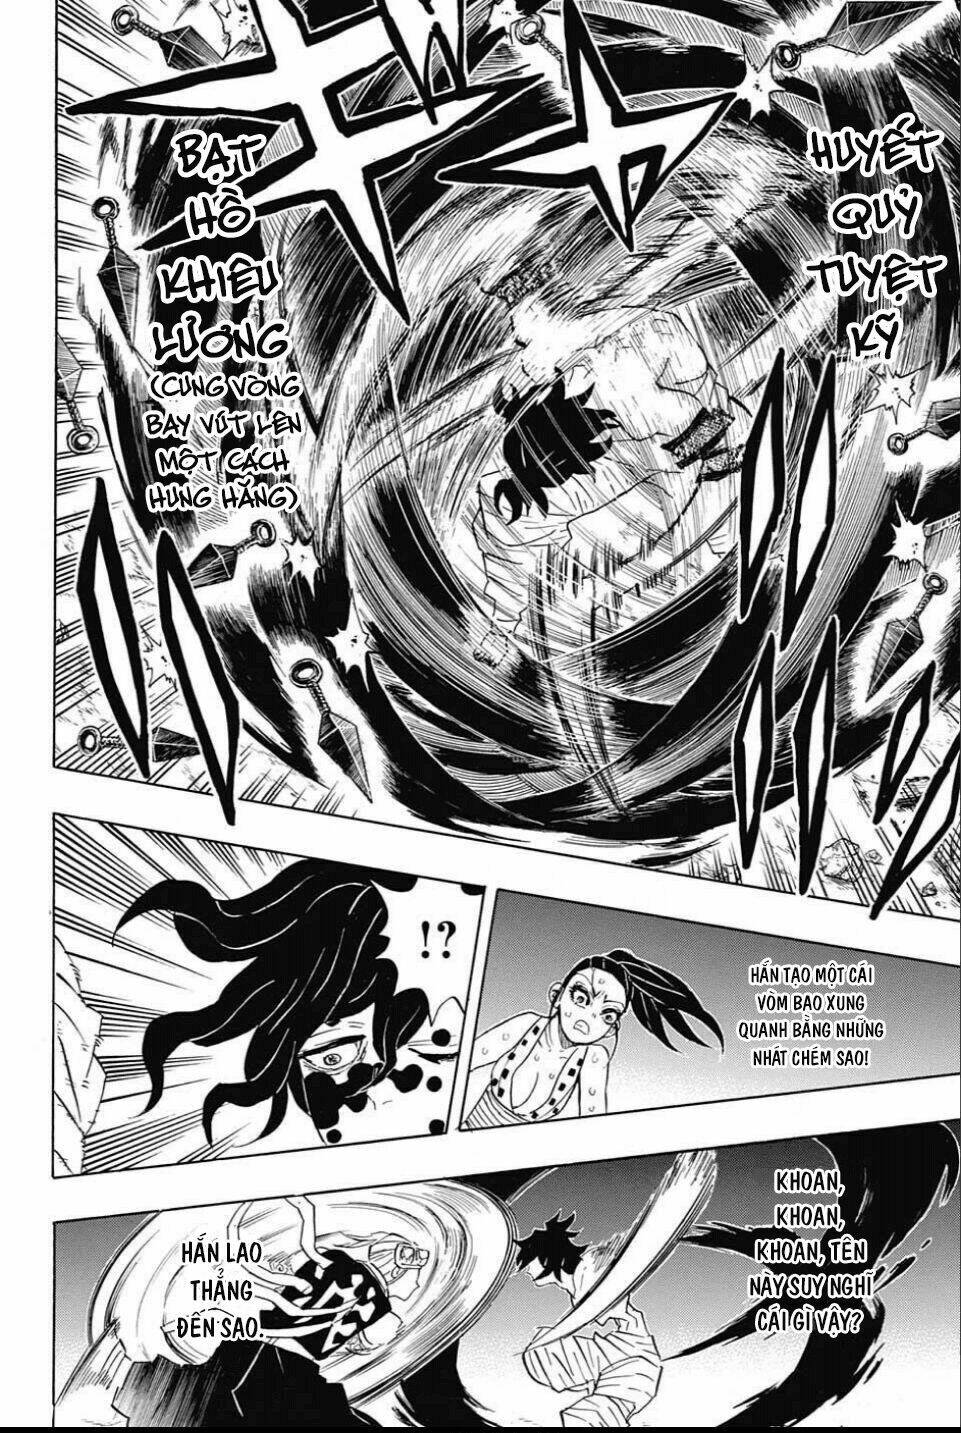 HUYẾT
QUỶ
TUYỆT
KỸ
BẠT
HỒ
KHIÊU
LƯƠNG
(CUNG VÒNG
BAY VÚT LÊN
MỘT CÁCH
HUNG HĂNG)
HẮN TẠO MỘT CÁI
VÒM BAO XUNG
QUANH BẰNG NHỮNG
NHÁT CHÉM SAO!
!?
KHOAN,
KHOAN,
KHOAN, TÊN
NÀY SUY NGHĨ
CÁI GÌ VẬY?
HẮN LAO
THẲNG
ĐẾN SAO.